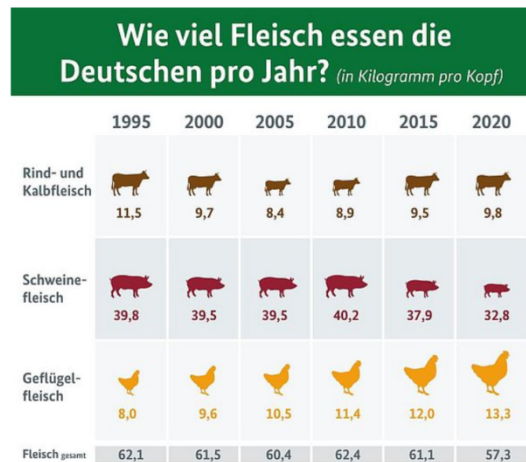 Wie viel Fleisch essen die
Deutschen pro Jahr? (in Kilogramm pro Kopf)
1995 2000 2005 2010 2015 2020
Rind- und
Kalbfleisch
11,5 9,7 8,4 8,9 9,5 9,8
Schweine-
fleisch
39,8 39,5 39,5 40,2 37,9 32,8
Geflügel-
fleisch
8,0 9,6 10,5 11,4 12,0 13,3
Fleisch gesamt 62,1 61,5 60,4 62,4 61,1 57,3